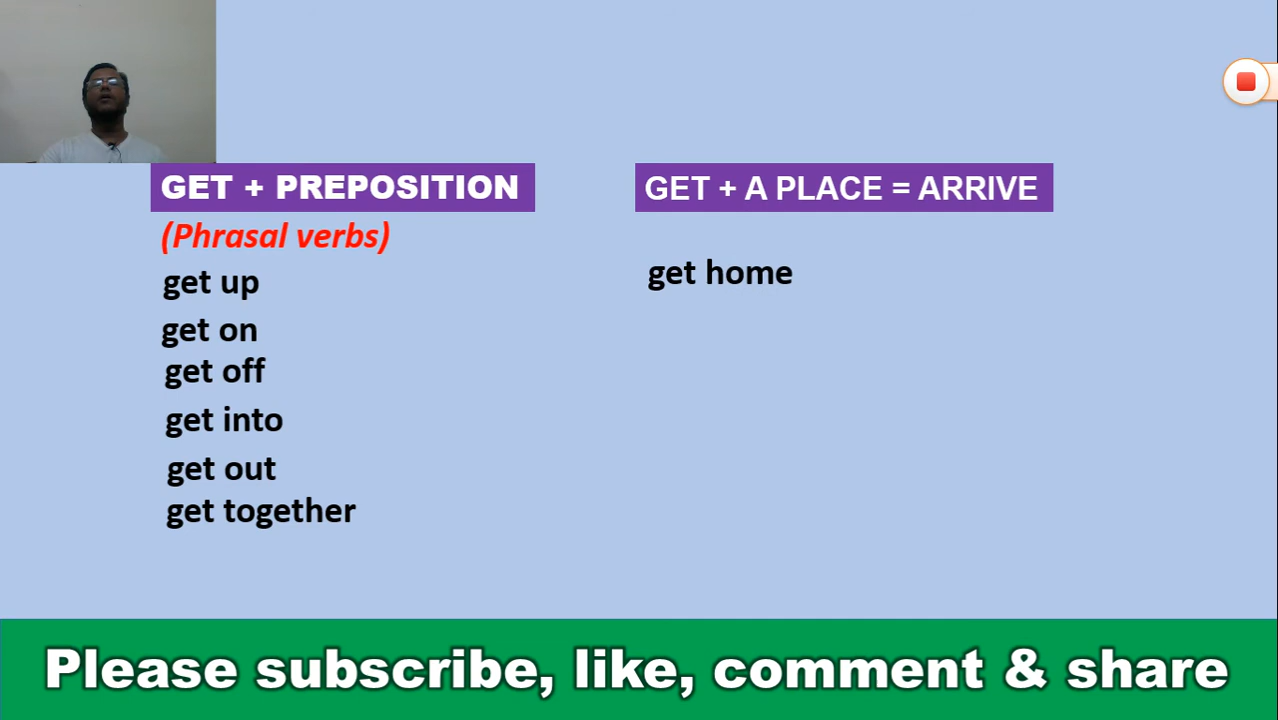 GET + PREPOSITION
(Phrasal verbs)
get up
get on
get off
get into
get out
get together
GET + A PLACE = ARRIVE
get home
Please subscribe, like, comment & share